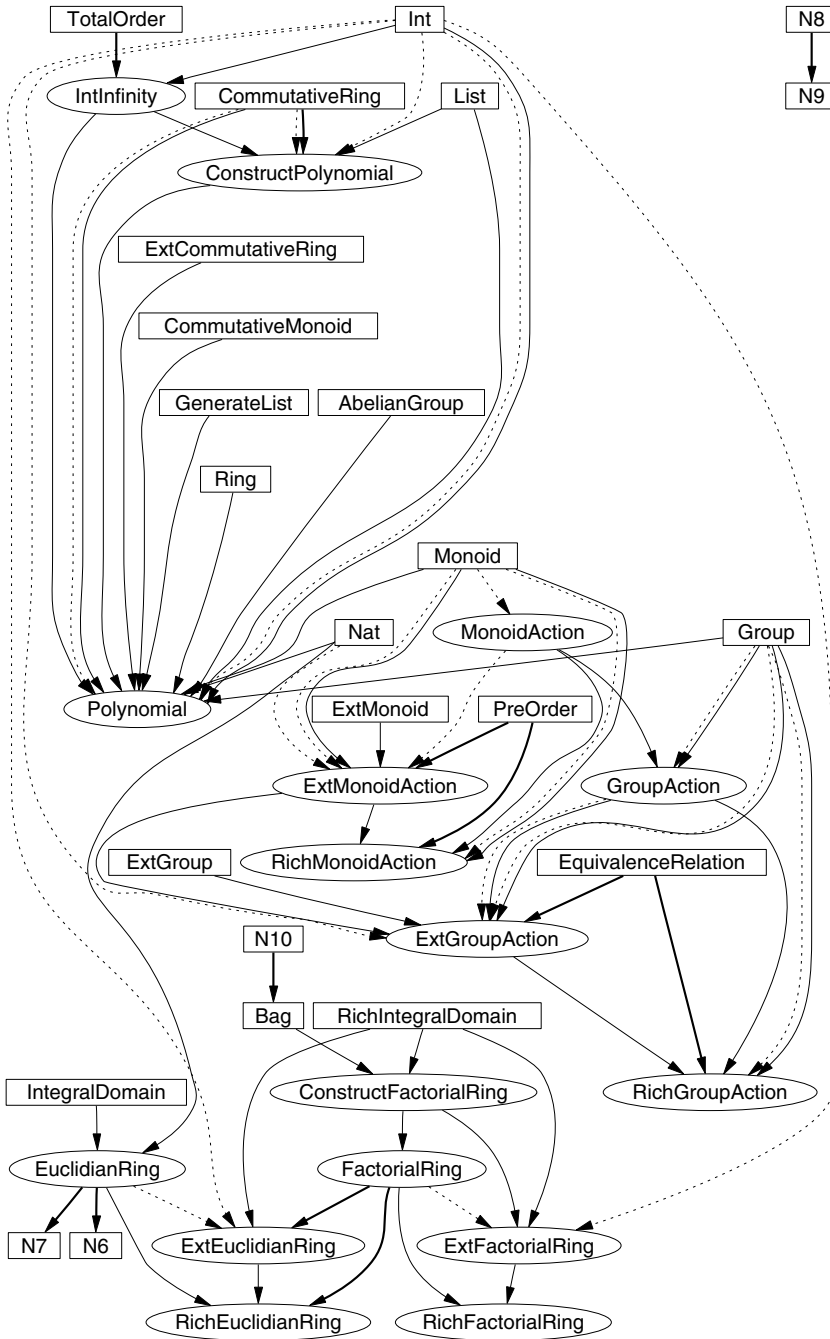 TotalOrder
Int
N8
IntInfinity
CommutativeRing
List
N9
ConstructPolynomial
ExtCommutativeRing
CommutativeMonoid
GenerateList
AbelianGroup
Ring
Monoid
Nat
MonoidAction
Group
Polynomial
ExtMonoid
PreOrder
ExtMonoidAction
GroupAction
ExtGroup
RichMonoidAction
EquivalenceRelation
N10
ExtGroupAction
Bag
RichIntegralDomain
IntegralDomain
ConstructFactorialRing
RichGroupAction
EuclidianRing
FactorialRing
N7
N6
ExtEuclidianRing
ExtFactorialRing
RichEuclidianRing
RichFactorialRing